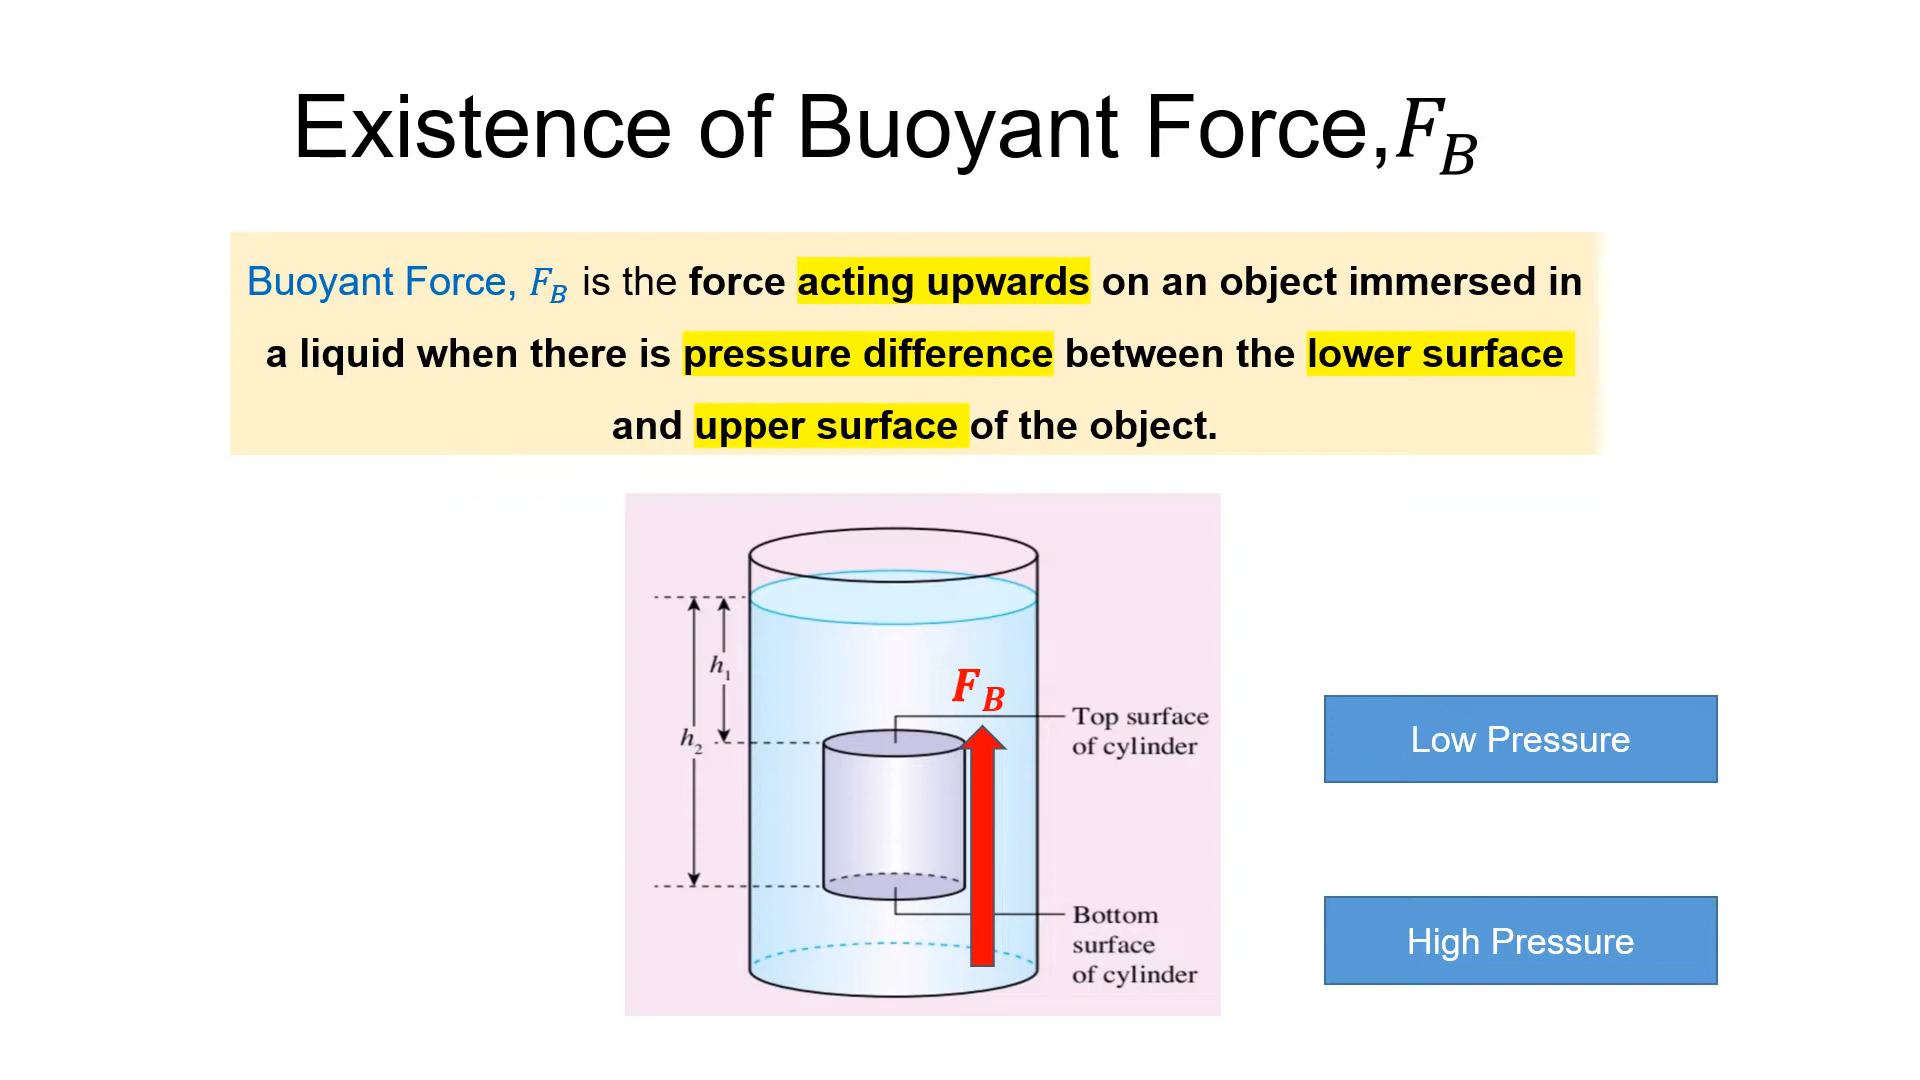 Existence of Buoyant Force,F_B
Buoyant Force, F_B is the force acting upwards on an object immersed in
a liquid when there is pressure difference between the lower surface
and upper surface of the object.
h₁
h₂
F_B
Top surface
of cylinder
Bottom
surface
of cylinder
Low Pressure
High Pressure